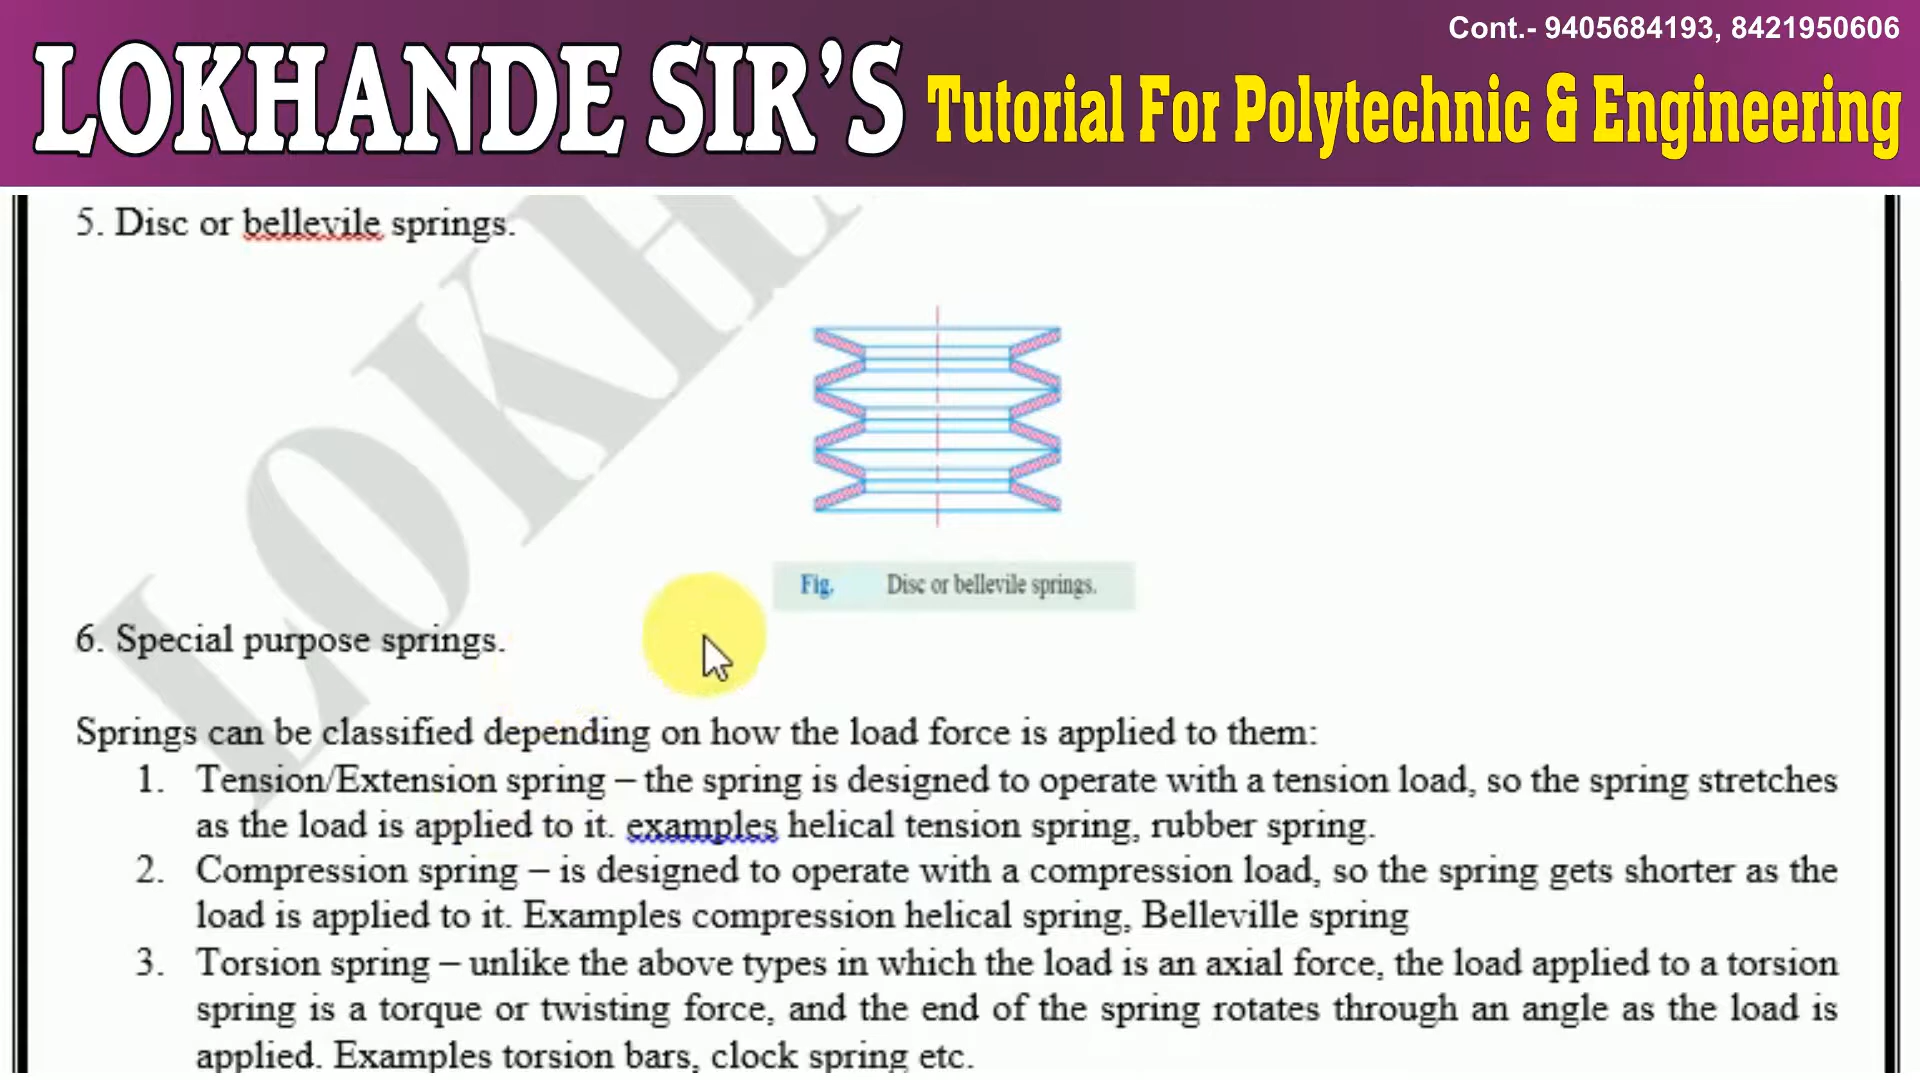 Cont.- 9405684193, 8421950606
LOKHANDE SIR'S Tutorial For Polytechnic & Engineering
5. Disc or bellevile springs.
Fig. Disc or bellevile springs.
6. Special purpose springs.
Springs can be classified depending on how the load force is applied to them:
1. Tension/Extension spring – the spring is designed to operate with a tension load, so the spring stretches
as the load is applied to it. examples helical tension spring, rubber spring.
2. Compression spring – is designed to operate with a compression load, so the spring gets shorter as the
load is applied to it. Examples compression helical spring, Belleville spring
3. Torsion spring – unlike the above types in which the load is an axial force, the load applied to a torsion
spring is a torque or twisting force, and the end of the spring rotates through an angle as the load is
applied. Examples torsion bars, clock spring etc.
LOKH